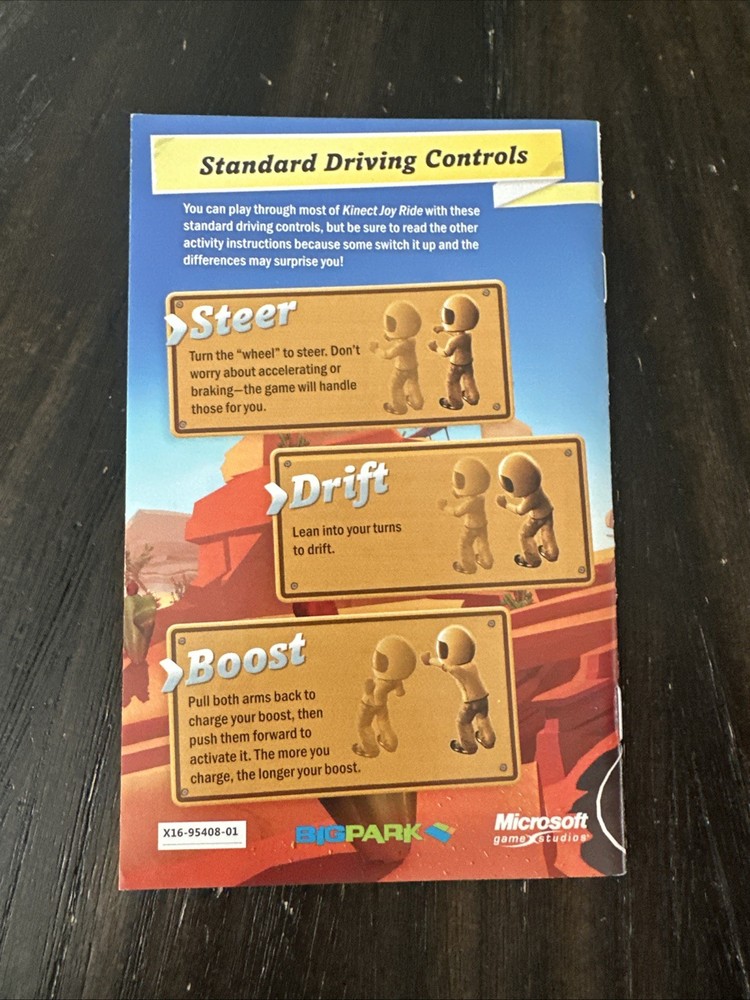 Standard Driving Controls
You can play through most of Kinect Joy Ride with these
standard driving controls, but be sure to read the other
activity instructions because some switch it up and the
differences may surprise you!
Steer
Turn the “wheel” to steer. Don’t
worry about accelerating or
braking—the game will handle
those for you.
Drift
Lean into your turns
to drift.
Boost
Pull both arms back to
charge your boost, then
push them forward to
activate it. The more you
charge, the longer your boost.
X16-95408-01
BIGPARK
Microsoft
game studios